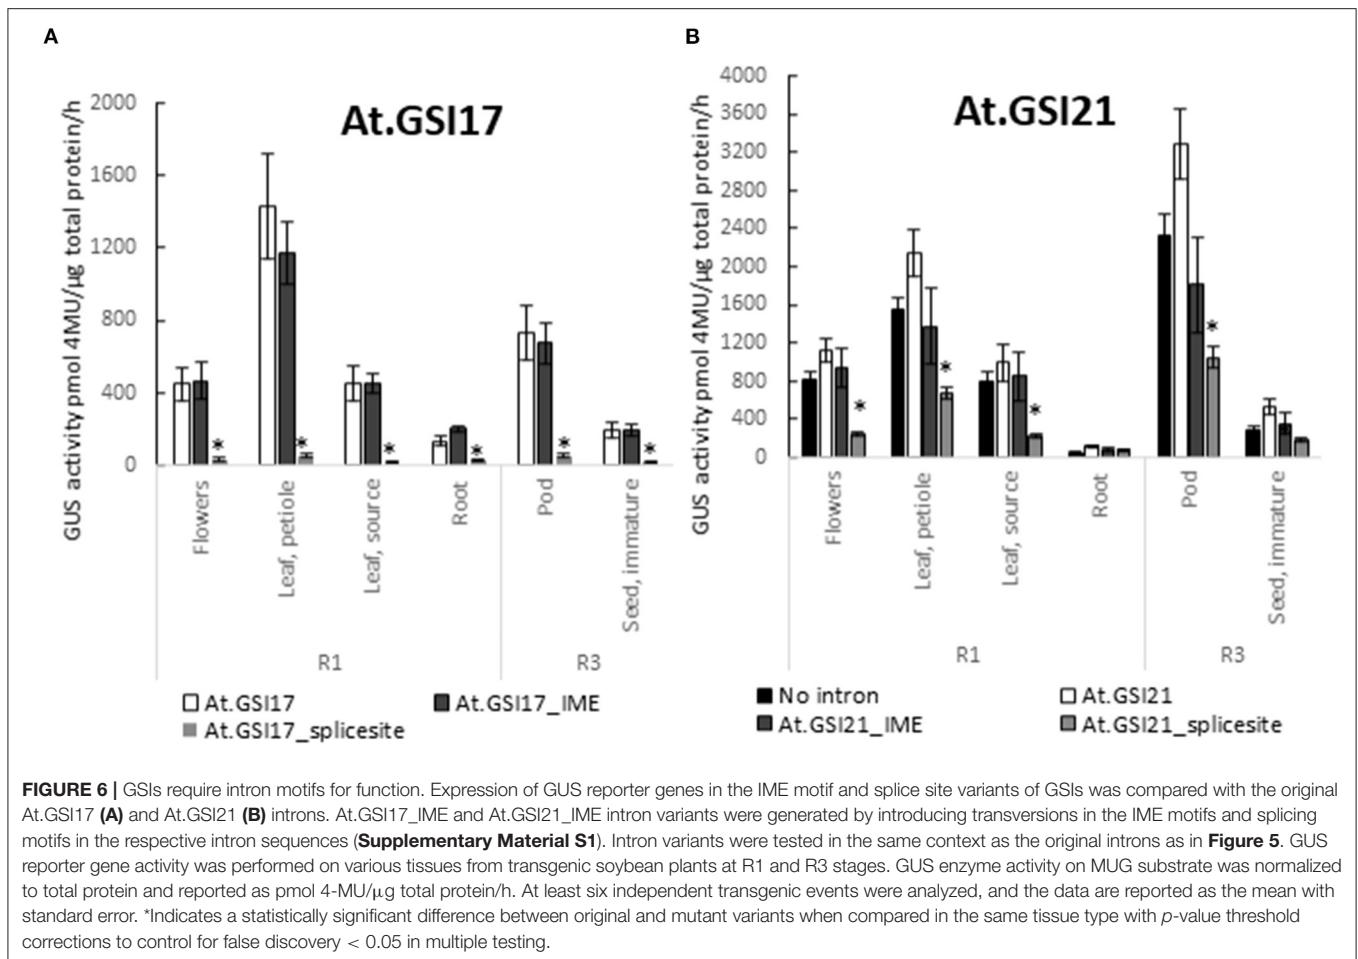 A
At.GSI17
GUS activity pmol 4MU/µg total protein/h
2000
1600
1200
800
400
0
*
*
*
*
*
*
Flowers
Leaf, petiole
Leaf, source
Root
Pod
Seed, immature
R1
R3
At.GSI17
At.GSI17_IME
At.GSI17_splicesite
B
At.GSI21
GUS activity pmol 4MU/µg total protein/h
4000
3600
3200
2800
2400
2000
1600
1200
800
400
0
*
*
*
*
Flowers
Leaf, petiole
Leaf, source
Root
Pod
Seed, immature
R1
R3
No intron
At.GSI21
At.GSI21_IME
At.GSI21_splicesite
FIGURE 6 | GSIs require intron motifs for function. Expression of GUS reporter genes in the IME motif and splice site variants of GSIs was compared with the original
At.GSI17 (A) and At.GSI21 (B) introns. At.GSI17_IME and At.GSI21_IME intron variants were generated by introducing transversions in the IME motifs and splicing
motifs in the respective intron sequences (Supplementary Material S1). Intron variants were tested in the same context as the original introns as in Figure 5. GUS
reporter gene activity was performed on various tissues from transgenic soybean plants at R1 and R3 stages. GUS enzyme activity on MUG substrate was normalized
to total protein and reported as pmol 4-MU/µg total protein/h. At least six independent transgenic events were analyzed, and the data are reported as the mean with
standard error. *Indicates a statistically significant difference between original and mutant variants when compared in the same tissue type with p-value threshold
corrections to control for false discovery < 0.05 in multiple testing.